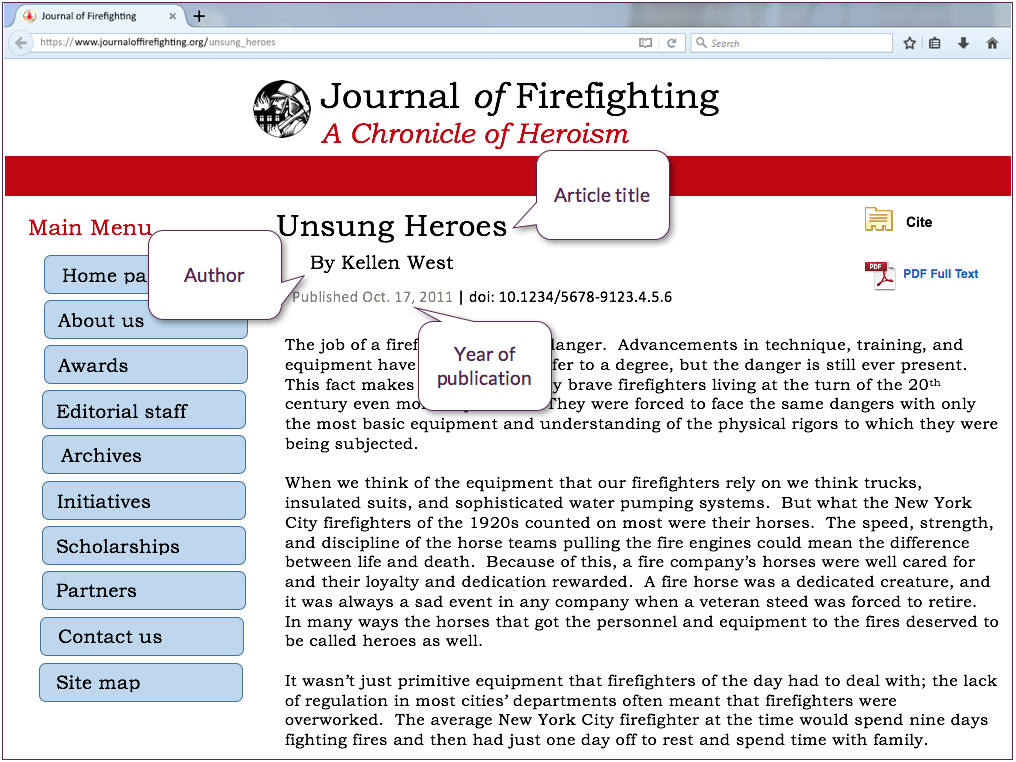 Journal of Firefighting
https://www.journaloffirefighting.org/unsung_heroes
Search
Journal of Firefighting
A Chronicle of Heroism
Article title
Main Menu
Unsung Heroes
Cite
Author
By Kellen West
PDF
PDF Full Text
Home pa
Published Oct. 17, 2011 | doi: 10.1234/5678-9123.4.5.6
About us
Awards
Editorial staff
Archives
Initiatives
Scholarships
Partners
Contact us
Site map
Year of
publication
The job of a firef anger. Advancements in technique, training, and
equipment have fer to a degree, but the danger is still ever present.
This fact makes y brave firefighters living at the turn of the 20th
century even mo They were forced to face the same dangers with only
the most basic equipment and understanding of the physical rigors to which they were
being subjected.
When we think of the equipment that our firefighters rely on we think trucks,
insulated suits, and sophisticated water pumping systems. But what the New York
City firefighters of the 1920s counted on most were their horses. The speed, strength,
and discipline of the horse teams pulling the fire engines could mean the difference
between life and death. Because of this, a fire company's horses were well cared for
and their loyalty and dedication rewarded. A fire horse was a dedicated creature, and
it was always a sad event in any company when a veteran steed was forced to retire.
In many ways the horses that got the personnel and equipment to the fires deserved to
be called heroes as well.
It wasn't just primitive equipment that firefighters of the day had to deal with; the lack
of regulation in most cities' departments often meant that firefighters were
overworked. The average New York City firefighter at the time would spend nine days
fighting fires and then had just one day off to rest and spend time with family.